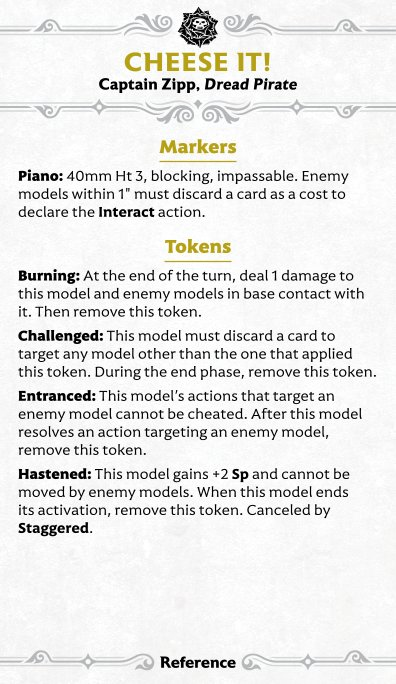 CHEESE IT!
Captain Zipp, Dread Pirate
Markers
Piano: 40mm Ht 3, blocking, impassable. Enemy
models within 1" must discard a card as a cost to
declare the Interact action.
Tokens
Burning: At the end of the turn, deal 1 damage to
this model and enemy models in base contact with
it. Then remove this token.
Challenged: This model must discard a card to
target any model other than the one that applied
this token. During the end phase, remove this token.
Entranced: This model's actions that target an
enemy model cannot be cheated. After this model
resolves an action targeting an enemy model,
remove this token.
Hastened: This model gains +2 Sp and cannot be
moved by enemy models. When this model ends
its activation, remove this token. Canceled by
Staggered.
Reference